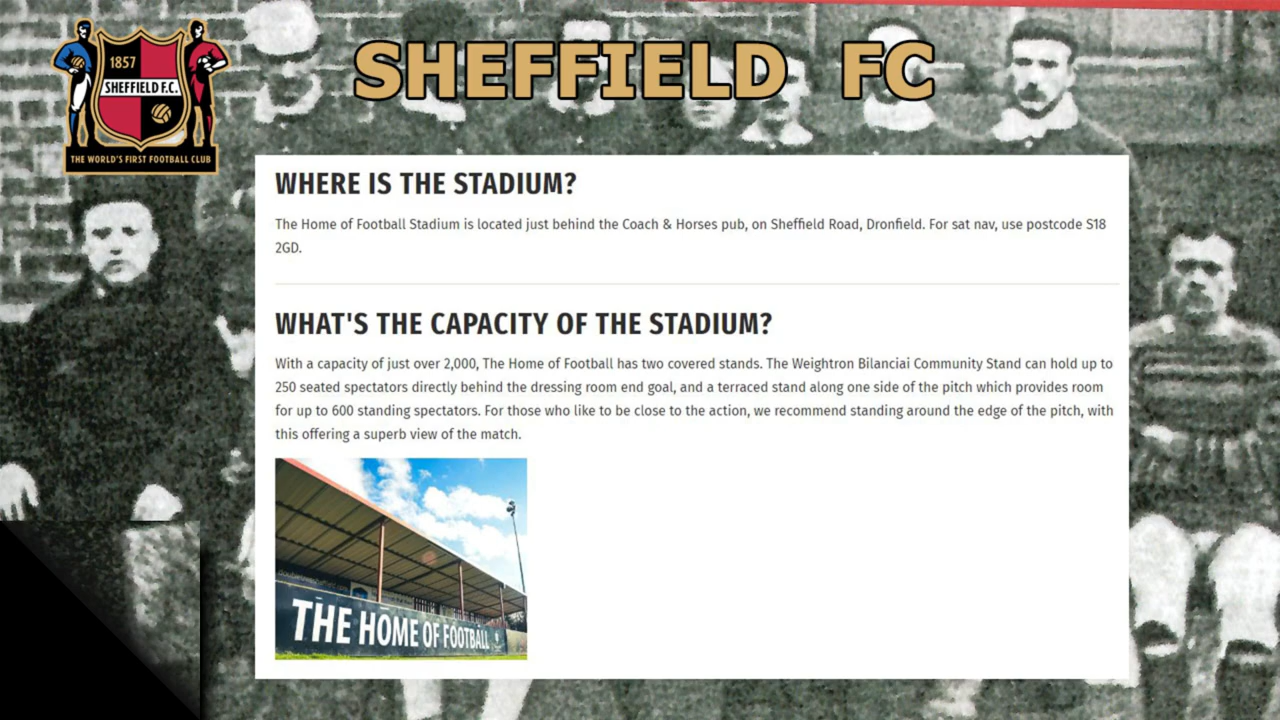 SHEFFIELD FC
1857
SHEFFIELD F.C.
THE WORLD'S FIRST FOOTBALL CLUB
WHERE IS THE STADIUM?
The Home of Football Stadium is located just behind the Coach & Horses pub, on Sheffield Road, Dronfield. For sat nav, use postcode S18
2GD.
WHAT'S THE CAPACITY OF THE STADIUM?
With a capacity of just over 2,000, The Home of Football has two covered stands. The Weightron Bilanciai Community Stand can hold up to
250 seated spectators directly behind the dressing room end goal, and a terraced stand along one side of the pitch which provides room
for up to 600 standing spectators. For those who like to be close to the action, we recommend standing around the edge of the pitch, with
this offering a superb view of the match.
THE HOME OF FOOTBALL